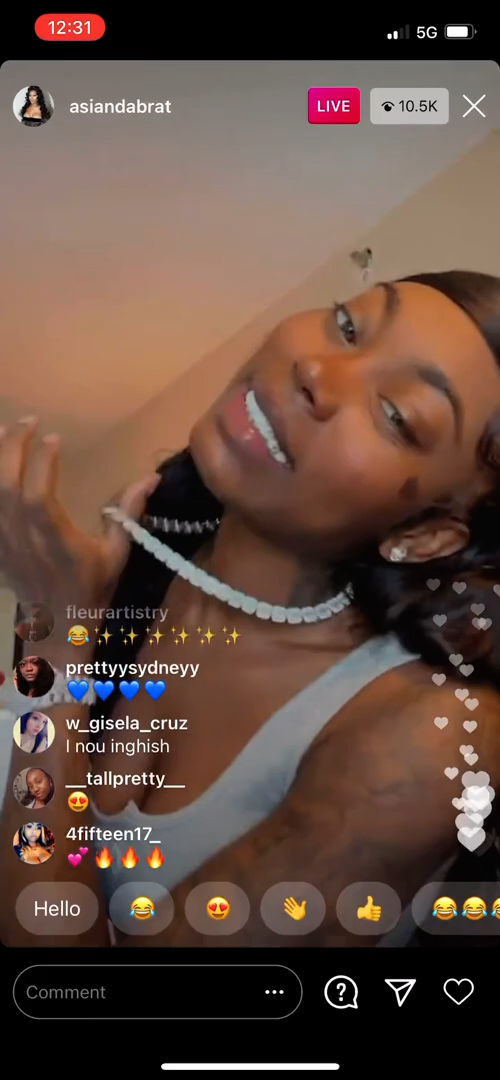 12:31
5G
asiandabrat
LIVE
10.5K
fleurartistry
😂✨✨✨✨✨✨
prettyysydneyy
💙💙💙💙
w_gisela_cruz
I nou inghish
__tallpretty__
😍
4fifteen17_
💕🔥🔥🔥
Hello 😂 😍 👋 👍 😂😂😂
Comment